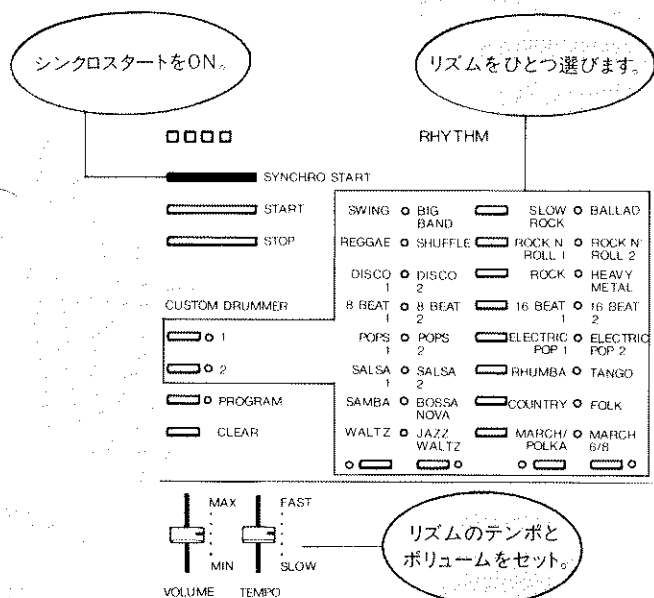 シンクロスタートをON。
リズムをひとつ選びます。
RHYTHM
SYNCHRO START
START
STOP
CUSTOM DRUMMER
1
2
PROGRAM
CLEAR
SWING BIG BAND SLOW ROCK BALLAD
REGGAE SHUFFLE ROCK N' ROLL 1 ROCK N' ROLL 2
DISCO 1 DISCO 2 ROCK HEAVY METAL
8 BEAT 1 8 BEAT 2 16 BEAT 1 16 BEAT 2
POPS 1 POPS 2 ELECTRIC POP 1 ELECTRIC POP 2
SALSA 1 SALSA 2 RHUMBA TANGO
SAMBA BOSSA NOVA COUNTRY FOLK
WALTZ JAZZ WALTZ MARCH/ POLKA MARCH 6/8
MAX FAST
MIN SLOW
VOLUME TEMPO
リズムのテンポと
ボリュームをセット。